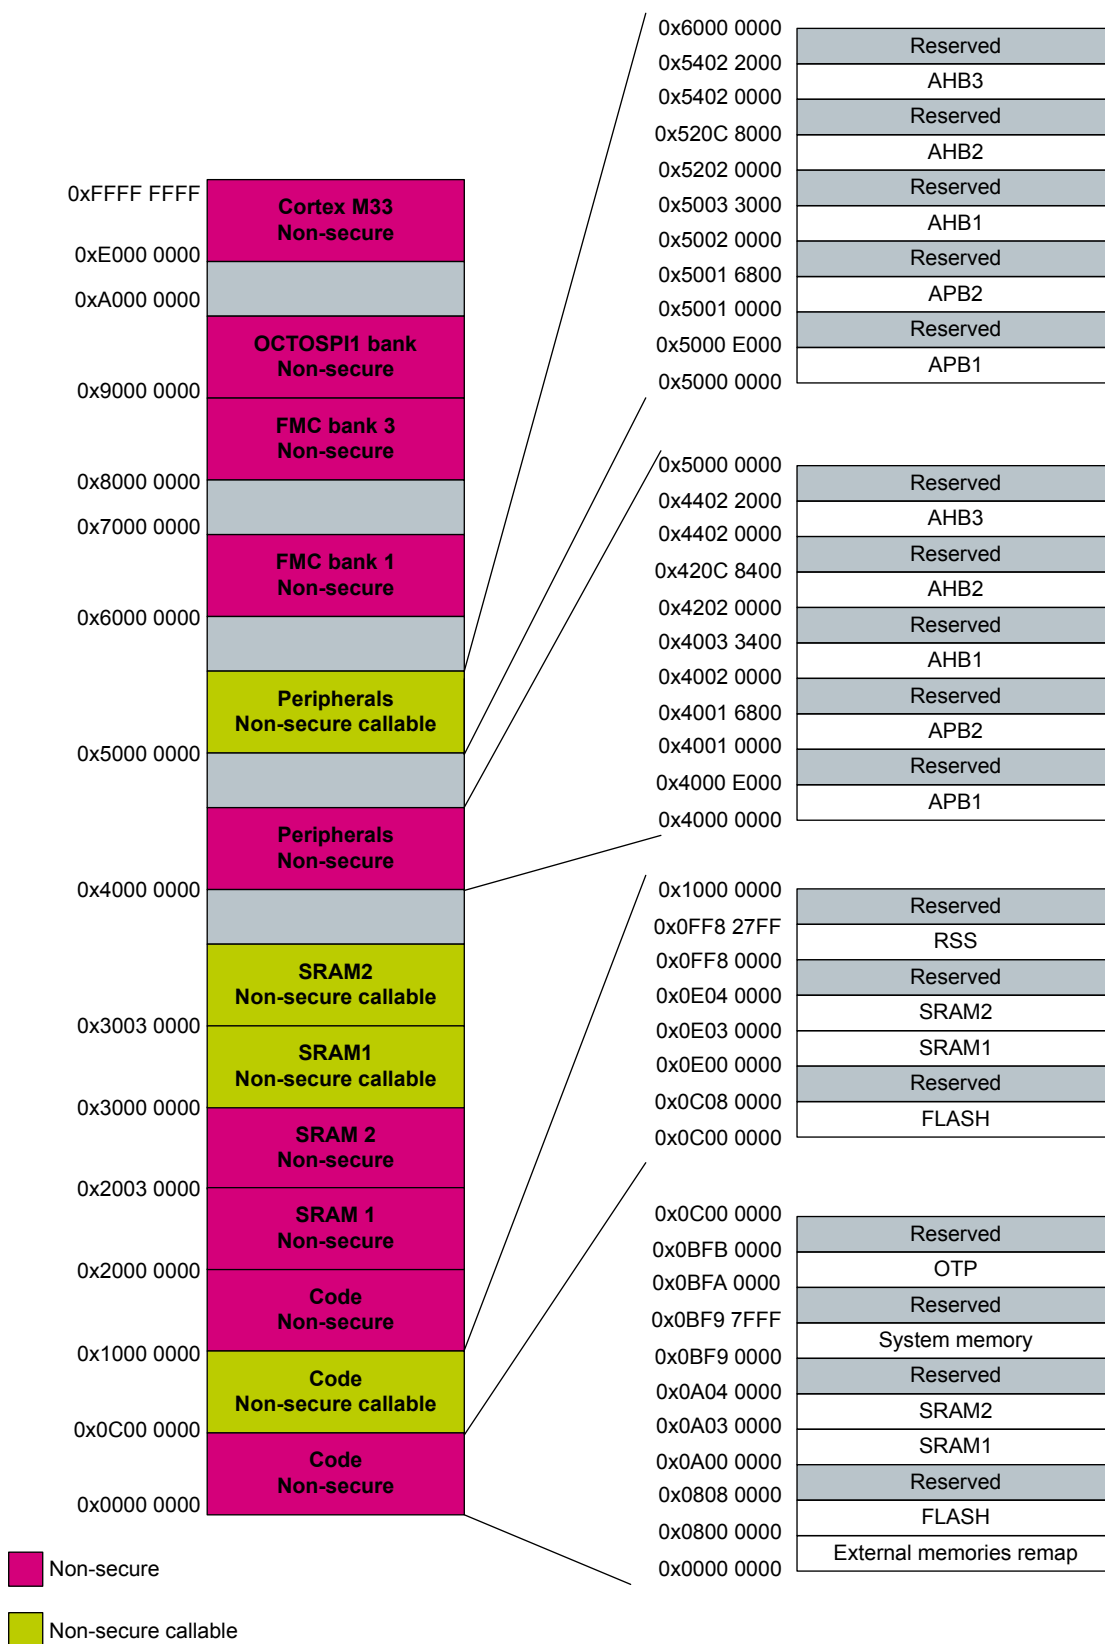 0xFFFF FFFF
Cortex M33
Non-secure
0xE000 0000
0xA000 0000
OCTOSPI1 bank
Non-secure
0x9000 0000
FMC bank 3
Non-secure
0x8000 0000
0x7000 0000
FMC bank 1
Non-secure
0x6000 0000
Peripherals
Non-secure callable
0x5000 0000
Peripherals
Non-secure
0x4000 0000
SRAM2
Non-secure callable
0x3003 0000
SRAM1
Non-secure callable
0x3000 0000
SRAM 2
Non-secure
0x2003 0000
SRAM 1
Non-secure
0x2000 0000
Code
Non-secure
0x1000 0000
Code
Non-secure callable
0x0C00 0000
Code
Non-secure
0x0000 0000
Non-secure
Non-secure callable
0x6000 0000
Reserved
0x5402 2000
AHB3
0x5402 0000
Reserved
0x520C 8000
AHB2
0x5202 0000
Reserved
0x5003 3000
AHB1
0x5002 0000
Reserved
0x5001 6800
APB2
0x5001 0000
Reserved
0x5000 E000
APB1
0x5000 0000
0x5000 0000
Reserved
0x4402 2000
AHB3
0x4402 0000
Reserved
0x420C 8400
AHB2
0x4202 0000
Reserved
0x4003 3400
AHB1
0x4002 0000
Reserved
0x4001 6800
APB2
0x4001 0000
Reserved
0x4000 E000
APB1
0x4000 0000
0x1000 0000
Reserved
0x0FF8 27FF
RSS
0x0FF8 0000
Reserved
0x0E04 0000
SRAM2
0x0E03 0000
SRAM1
0x0E00 0000
Reserved
0x0C08 0000
FLASH
0x0C00 0000
0x0C00 0000
Reserved
0x0BFB 0000
OTP
0x0BFA 0000
Reserved
0x0BF9 7FFF
System memory
0x0BF9 0000
Reserved
0x0A04 0000
SRAM2
0x0A03 0000
SRAM1
0x0A00 0000
Reserved
0x0808 0000
FLASH
0x0800 0000
External memories remap
0x0000 0000